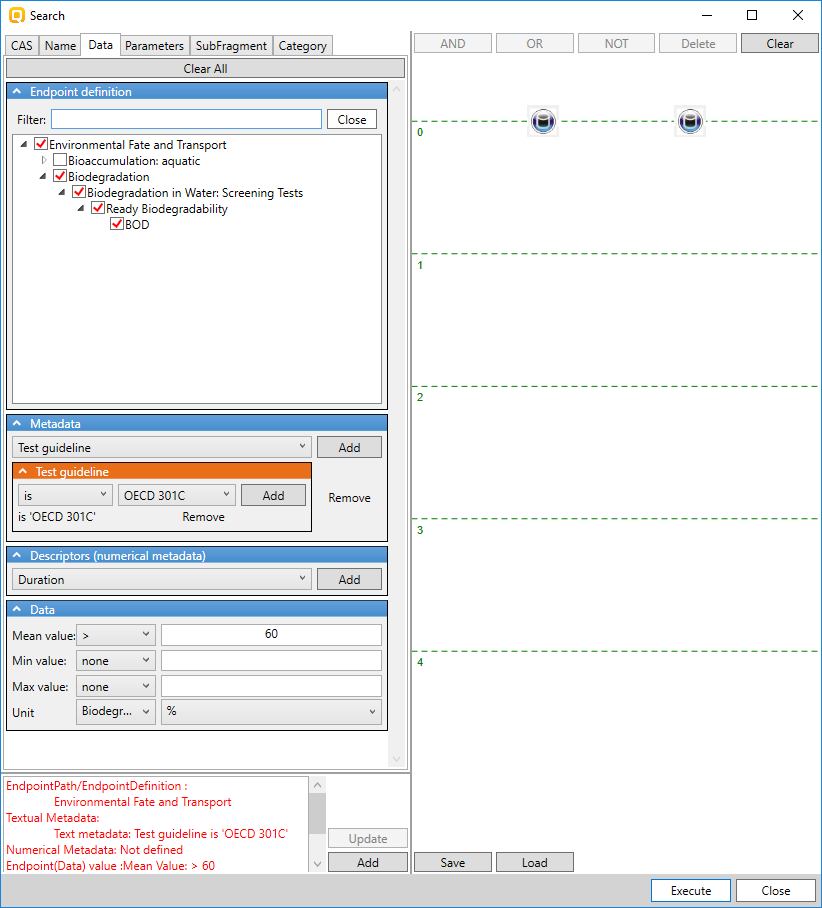 Search
CAS Name Data Parameters SubFragment Category
Clear All
Endpoint definition
Filter: Close
Environmental Fate and Transport
Bioaccumulation: aquatic
Biodegradation
Biodegradation in Water: Screening Tests
Ready Biodegradability
BOD
Metadata
Test guideline Add
Test guideline
is OECD 301C Add Remove
is 'OECD 301C' Remove
Descriptors (numerical metadata)
Duration Add
Data
Mean value: > 60
Min value: none
Max value: none
Unit Biodegr... %
EndpointPath/EndpointDefinition :
Environmental Fate and Transport
Textual Metadata:
Text metadata: Test guideline is 'OECD 301C'
Numerical Metadata: Not defined
Endpoint(Data) value :Mean Value: > 60
Update
Add
AND OR NOT Delete Clear
0
1
2
3
4
Save Load
Execute Close